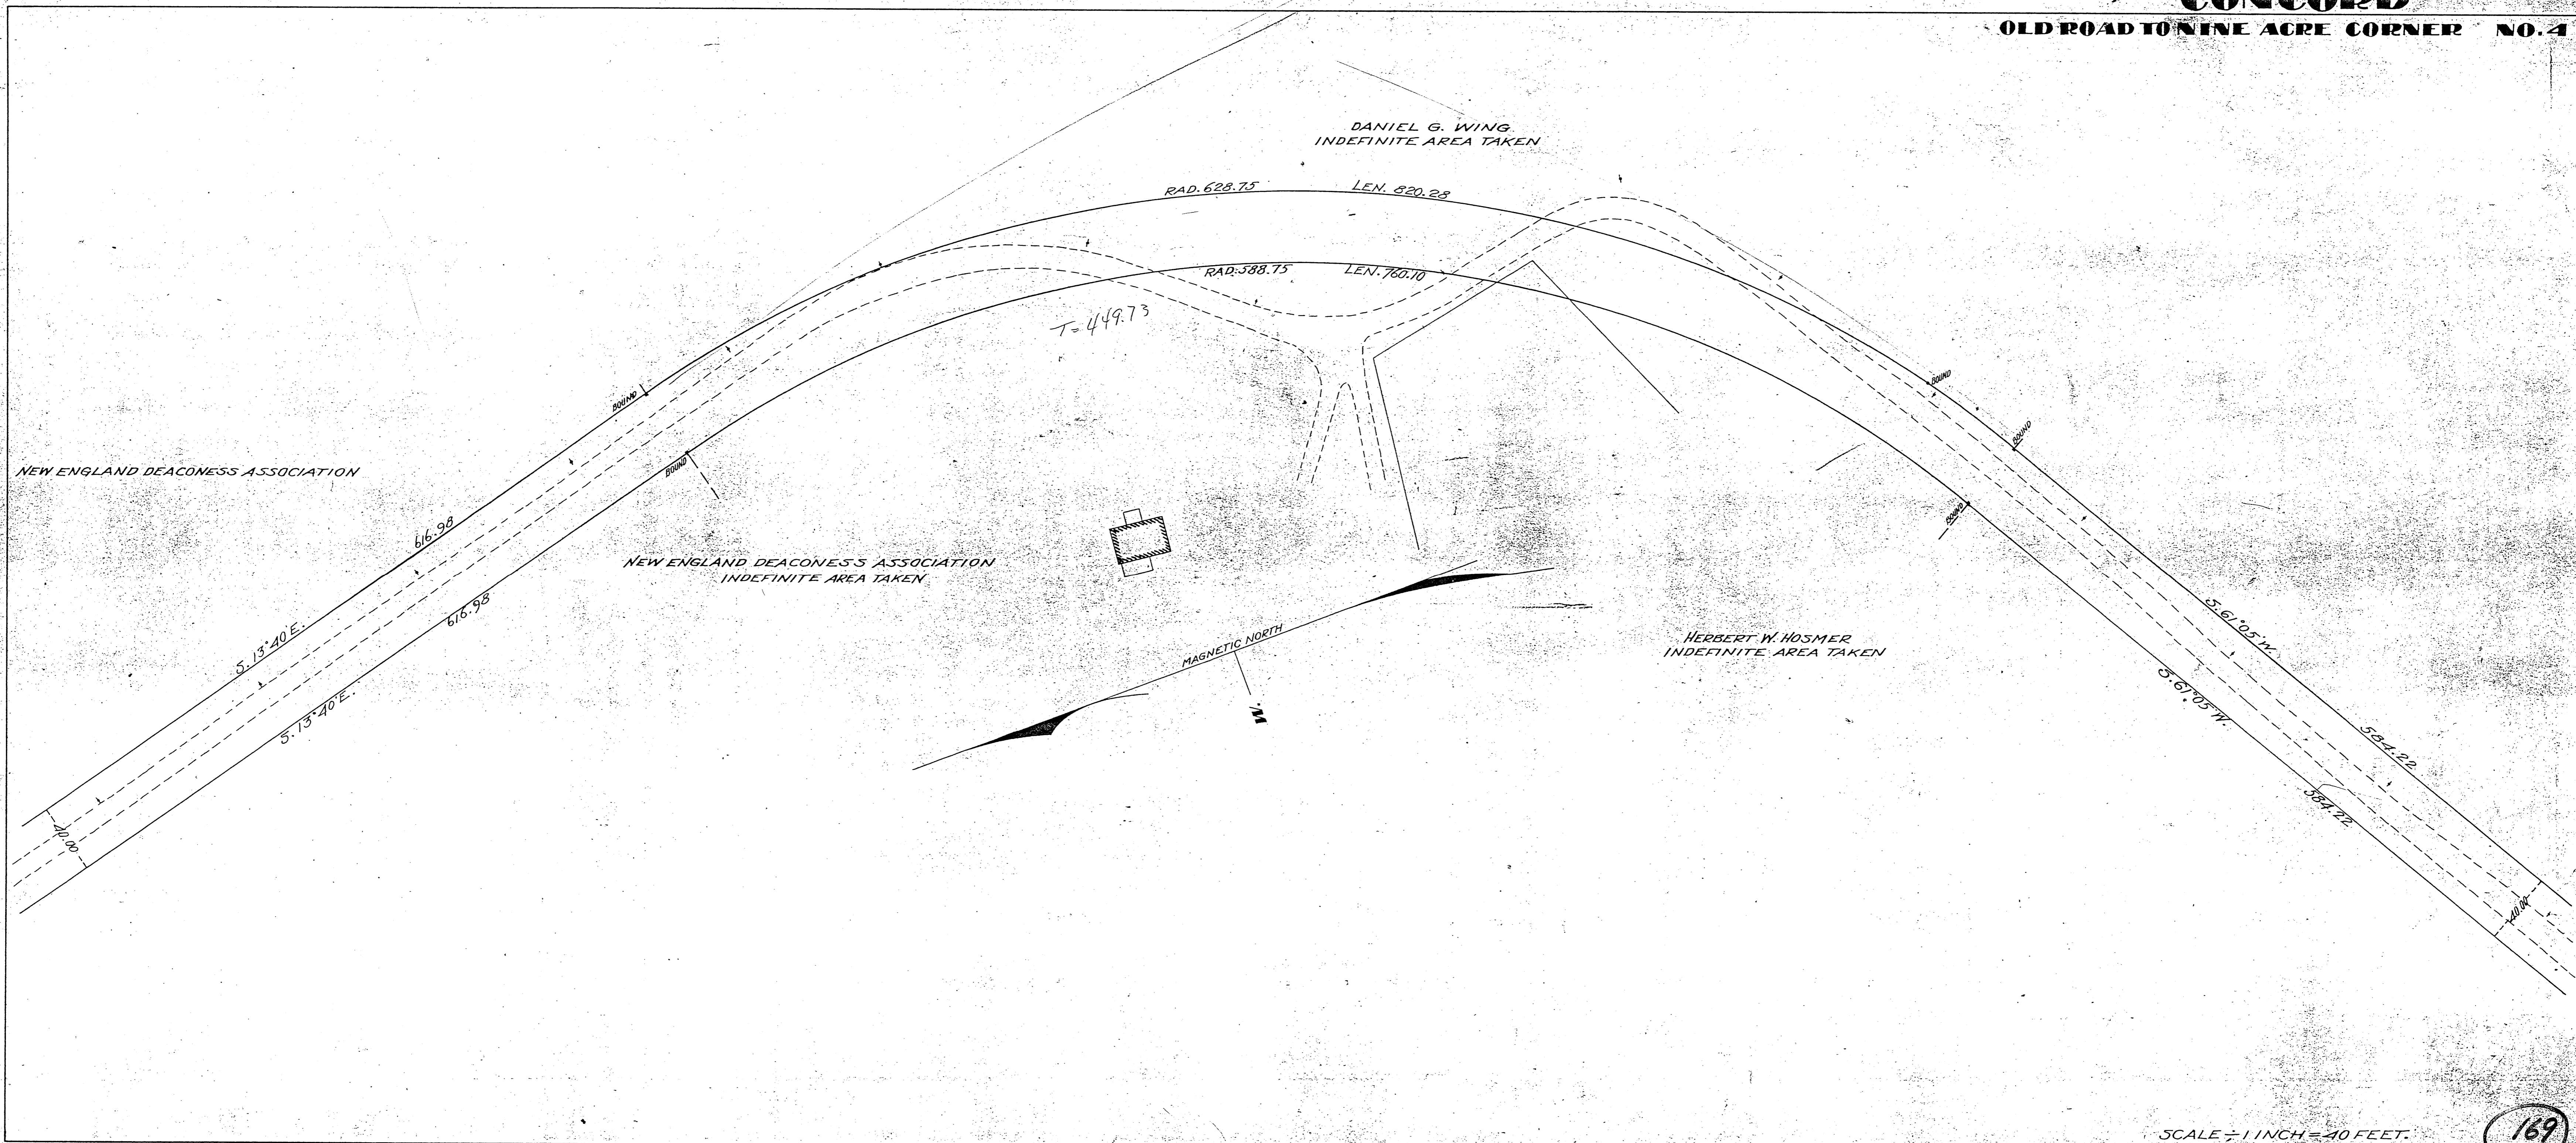 CONCORD
OLD ROAD TO NINE ACRE CORNER NO. 4
DANIEL G. WING
INDEFINITE AREA TAKEN
RAD. 628.75 LEN. 820.28
RAD. 588.75 LEN. 760.10
T = 449.73
BOUND
BOUND
BOUND
BOUND
BOUND
NEW ENGLAND DEACONESS ASSOCIATION
616.98
616.98
NEW ENGLAND DEACONESS ASSOCIATION
INDEFINITE AREA TAKEN
S. 13°40' E.
S. 13°40' E.
MAGNETIC NORTH
W.
HERBERT W. HOSMER
INDEFINITE AREA TAKEN
S. 61°05' W.
S. 61°05' W.
584.22
584.22
40.00
40.00
SCALE ÷ 1 INCH = 40 FEET.
169